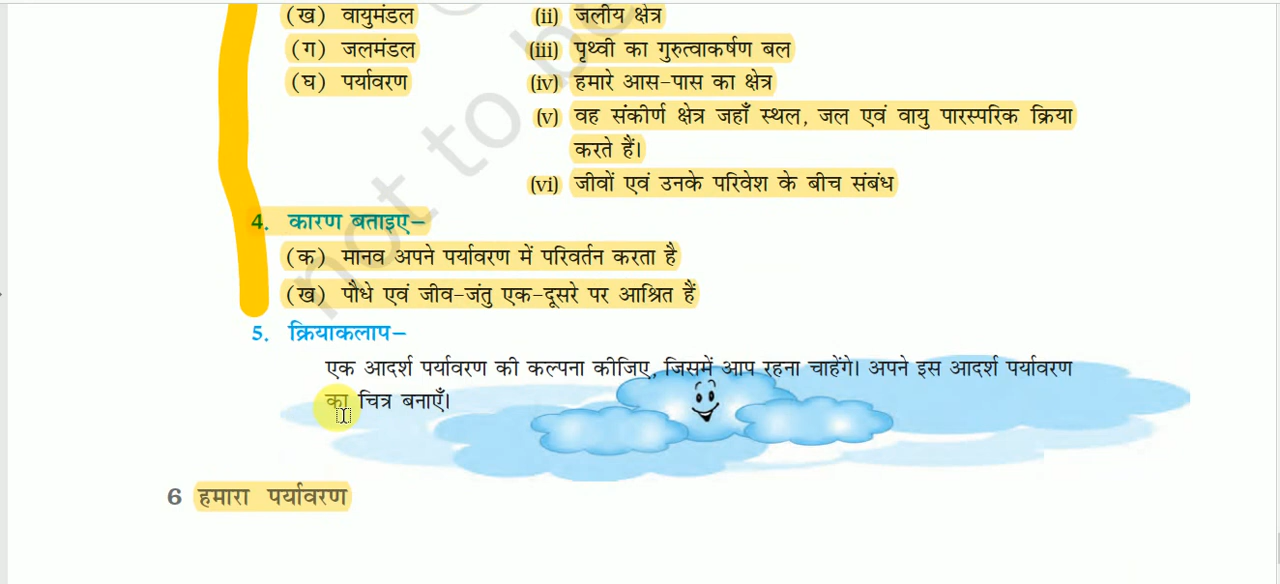 (ख) वायुमंडल (ii) जलीय क्षेत्र
(ग) जलमंडल (iii) पृथ्वी का गुरुत्वाकर्षण बल
(घ) पर्यावरण (iv) हमारे आस-पास का क्षेत्र
(v) वह संकीर्ण क्षेत्र जहाँ स्थल, जल एवं वायु पारस्परिक क्रिया
करते हैं।
(vi) जीवों एवं उनके परिवेश के बीच संबंध
4. कारण बताइए–
(क) मानव अपने पर्यावरण में परिवर्तन करता है
(ख) पौधे एवं जीव-जंतु एक-दूसरे पर आश्रित हैं
5. क्रियाकलाप–
एक आदर्श पर्यावरण की कल्पना कीजिए, जिसमें आप रहना चाहेंगे। अपने इस आदर्श पर्यावरण
का चित्र बनाएँ।
6 हमारा पर्यावरण
not to be